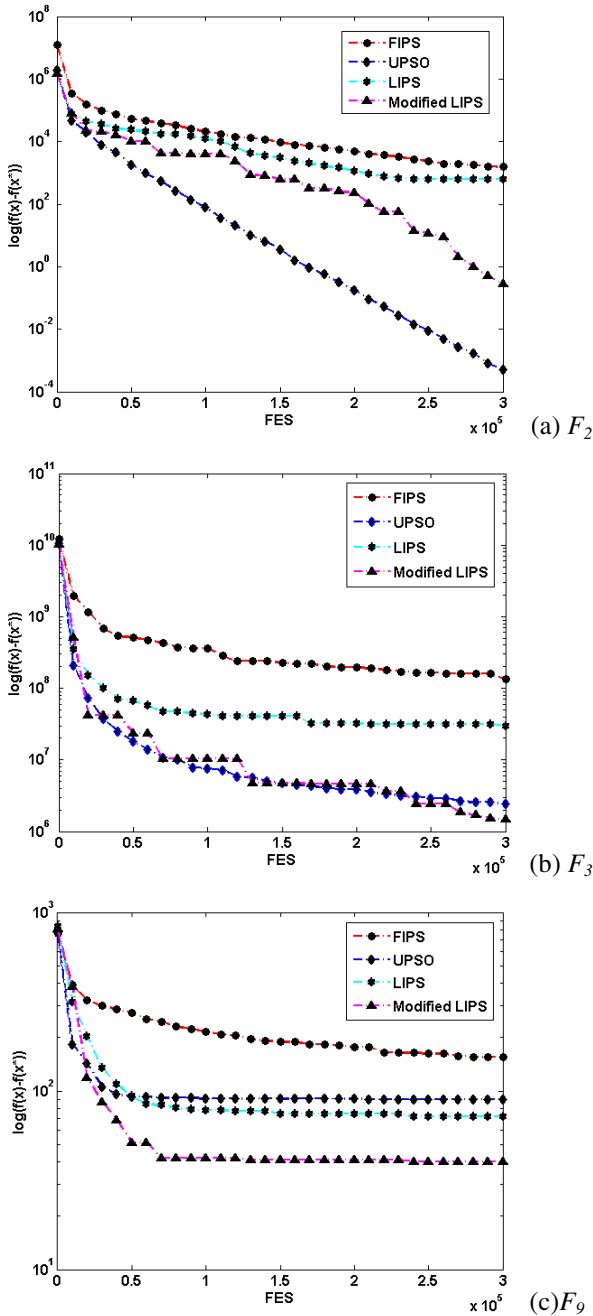 10^8
10^6
10^4
10^2
10^0
10^-2
10^-4
log(f(x)-f(x*))
FIPS
UPSO
LIPS
Modified LIPS
0 0.5 1 1.5 2 2.5 3
FES
x 10^5
(a) F_2
10^11
10^10
10^9
10^8
10^7
10^6
log(f(x)-f(x*))
FIPS
UPSO
LIPS
Modified LIPS
0 0.5 1 1.5 2 2.5 3
FES
x 10^5
(b) F_3
10^3
10^2
10^1
log(f(x)-f(x*))
FIPS
UPSO
LIPS
Modified LIPS
0 0.5 1 1.5 2 2.5 3
FES
x 10^5
(c)F_9